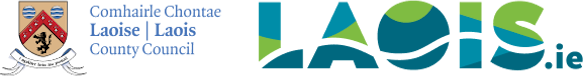 Comhairle Chontae
Laoise | Laois
County Council
LAOIS.ie